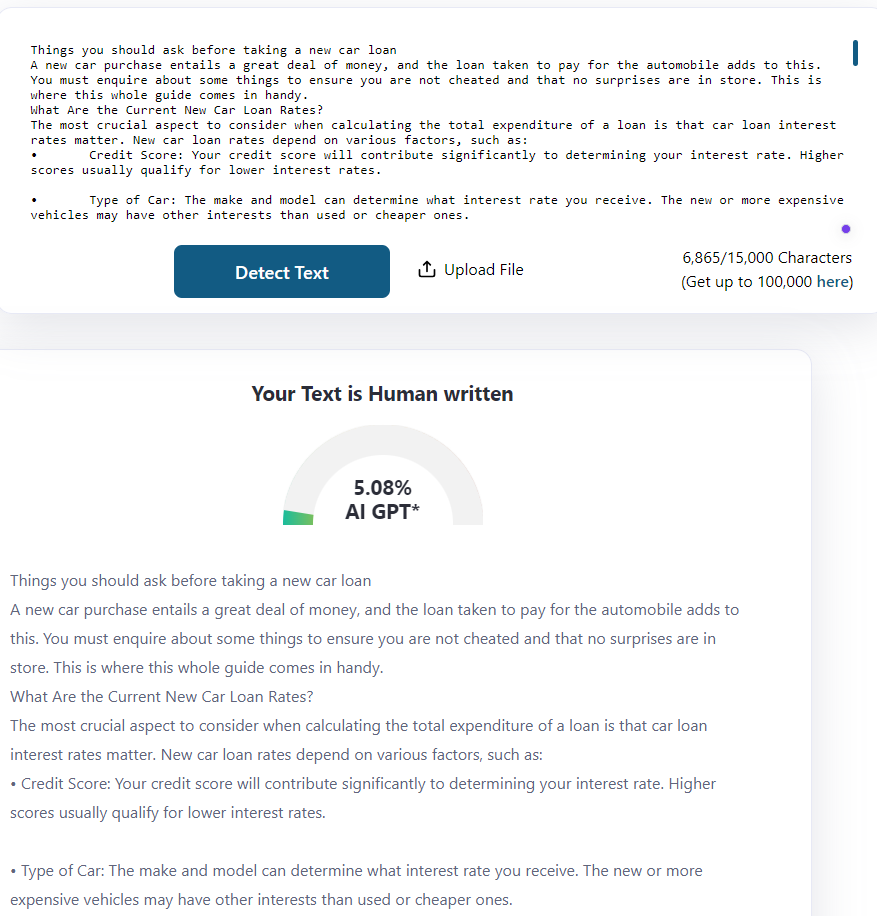 Things you should ask before taking a new car loan
A new car purchase entails a great deal of money, and the loan taken to pay for the automobile adds to this.
You must enquire about some things to ensure you are not cheated and that no surprises are in store. This is
where this whole guide comes in handy.
What Are the Current New Car Loan Rates?
The most crucial aspect to consider when calculating the total expenditure of a loan is that car loan interest
rates matter. New car loan rates depend on various factors, such as:
• Credit Score: Your credit score will contribute significantly to determining your interest rate. Higher
scores usually qualify for lower interest rates.
• Type of Car: The make and model can determine what interest rate you receive. The new or more expensive
vehicles may have other interests than used or cheaper ones.
Detect Text
Upload File
6,865/15,000 Characters
(Get up to 100,000 here)
Your Text is Human written
5.08%
AI GPT*
Things you should ask before taking a new car loan
A new car purchase entails a great deal of money, and the loan taken to pay for the automobile adds to
this. You must enquire about some things to ensure you are not cheated and that no surprises are in
store. This is where this whole guide comes in handy.
What Are the Current New Car Loan Rates?
The most crucial aspect to consider when calculating the total expenditure of a loan is that car loan
interest rates matter. New car loan rates depend on various factors, such as:
• Credit Score: Your credit score will contribute significantly to determining your interest rate. Higher
scores usually qualify for lower interest rates.
• Type of Car: The make and model can determine what interest rate you receive. The new or more
expensive vehicles may have other interests than used or cheaper ones.